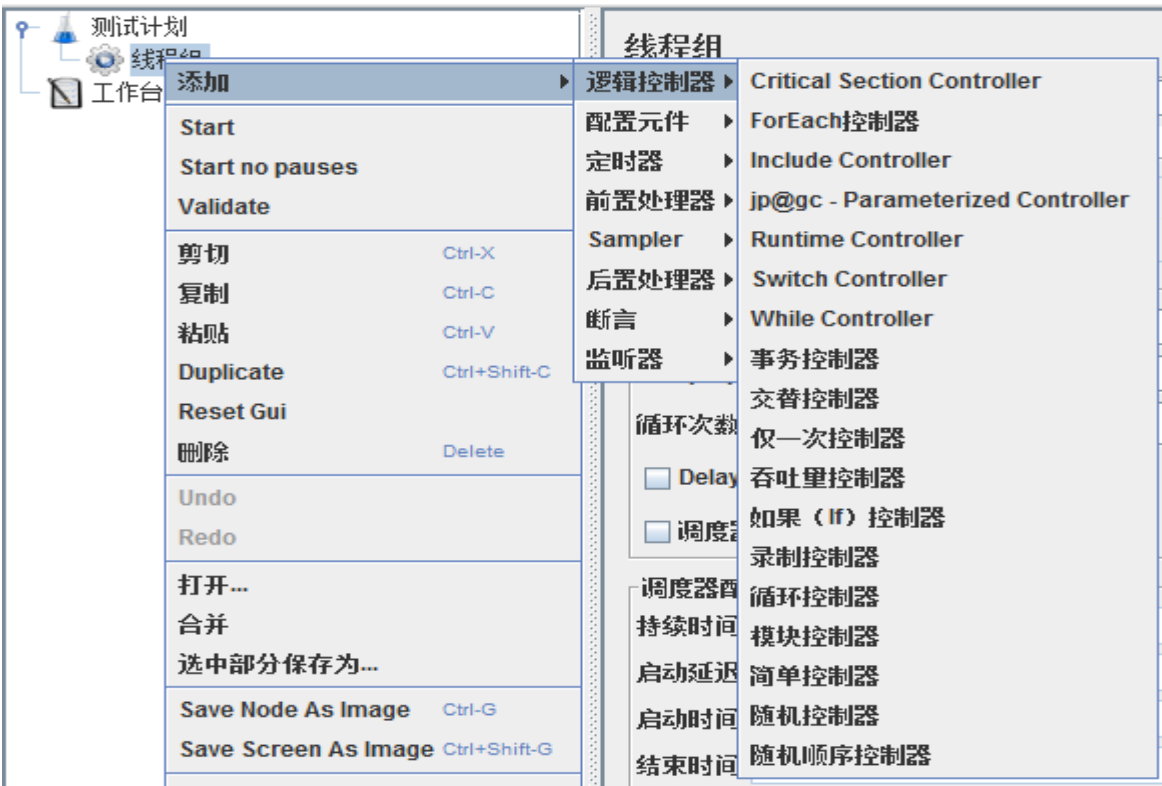 测试计划
线程组
工作台
线程组
循环次数
Delay
调度器
调度器配
持续时间
启动延迟
启动时间
结束时间
添加
Start
Start no pauses
Validate
剪切 Ctrl-X
复制 Ctrl-C
粘贴 Ctrl-V
Duplicate Ctrl+Shift-C
Reset Gui
删除 Delete
Undo
Redo
打开...
合并
选中部分保存为...
Save Node As Image Ctrl-G
Save Screen As Image Ctrl+Shift-G
逻辑控制器
配置元件
定时器
前置处理器
Sampler
后置处理器
断言
监听器
Critical Section Controller
ForEach控制器
Include Controller
jp@gc - Parameterized Controller
Runtime Controller
Switch Controller
While Controller
事务控制器
交替控制器
仅一次控制器
吞吐量控制器
如果（If）控制器
录制控制器
循环控制器
模块控制器
简单控制器
随机控制器
随机顺序控制器